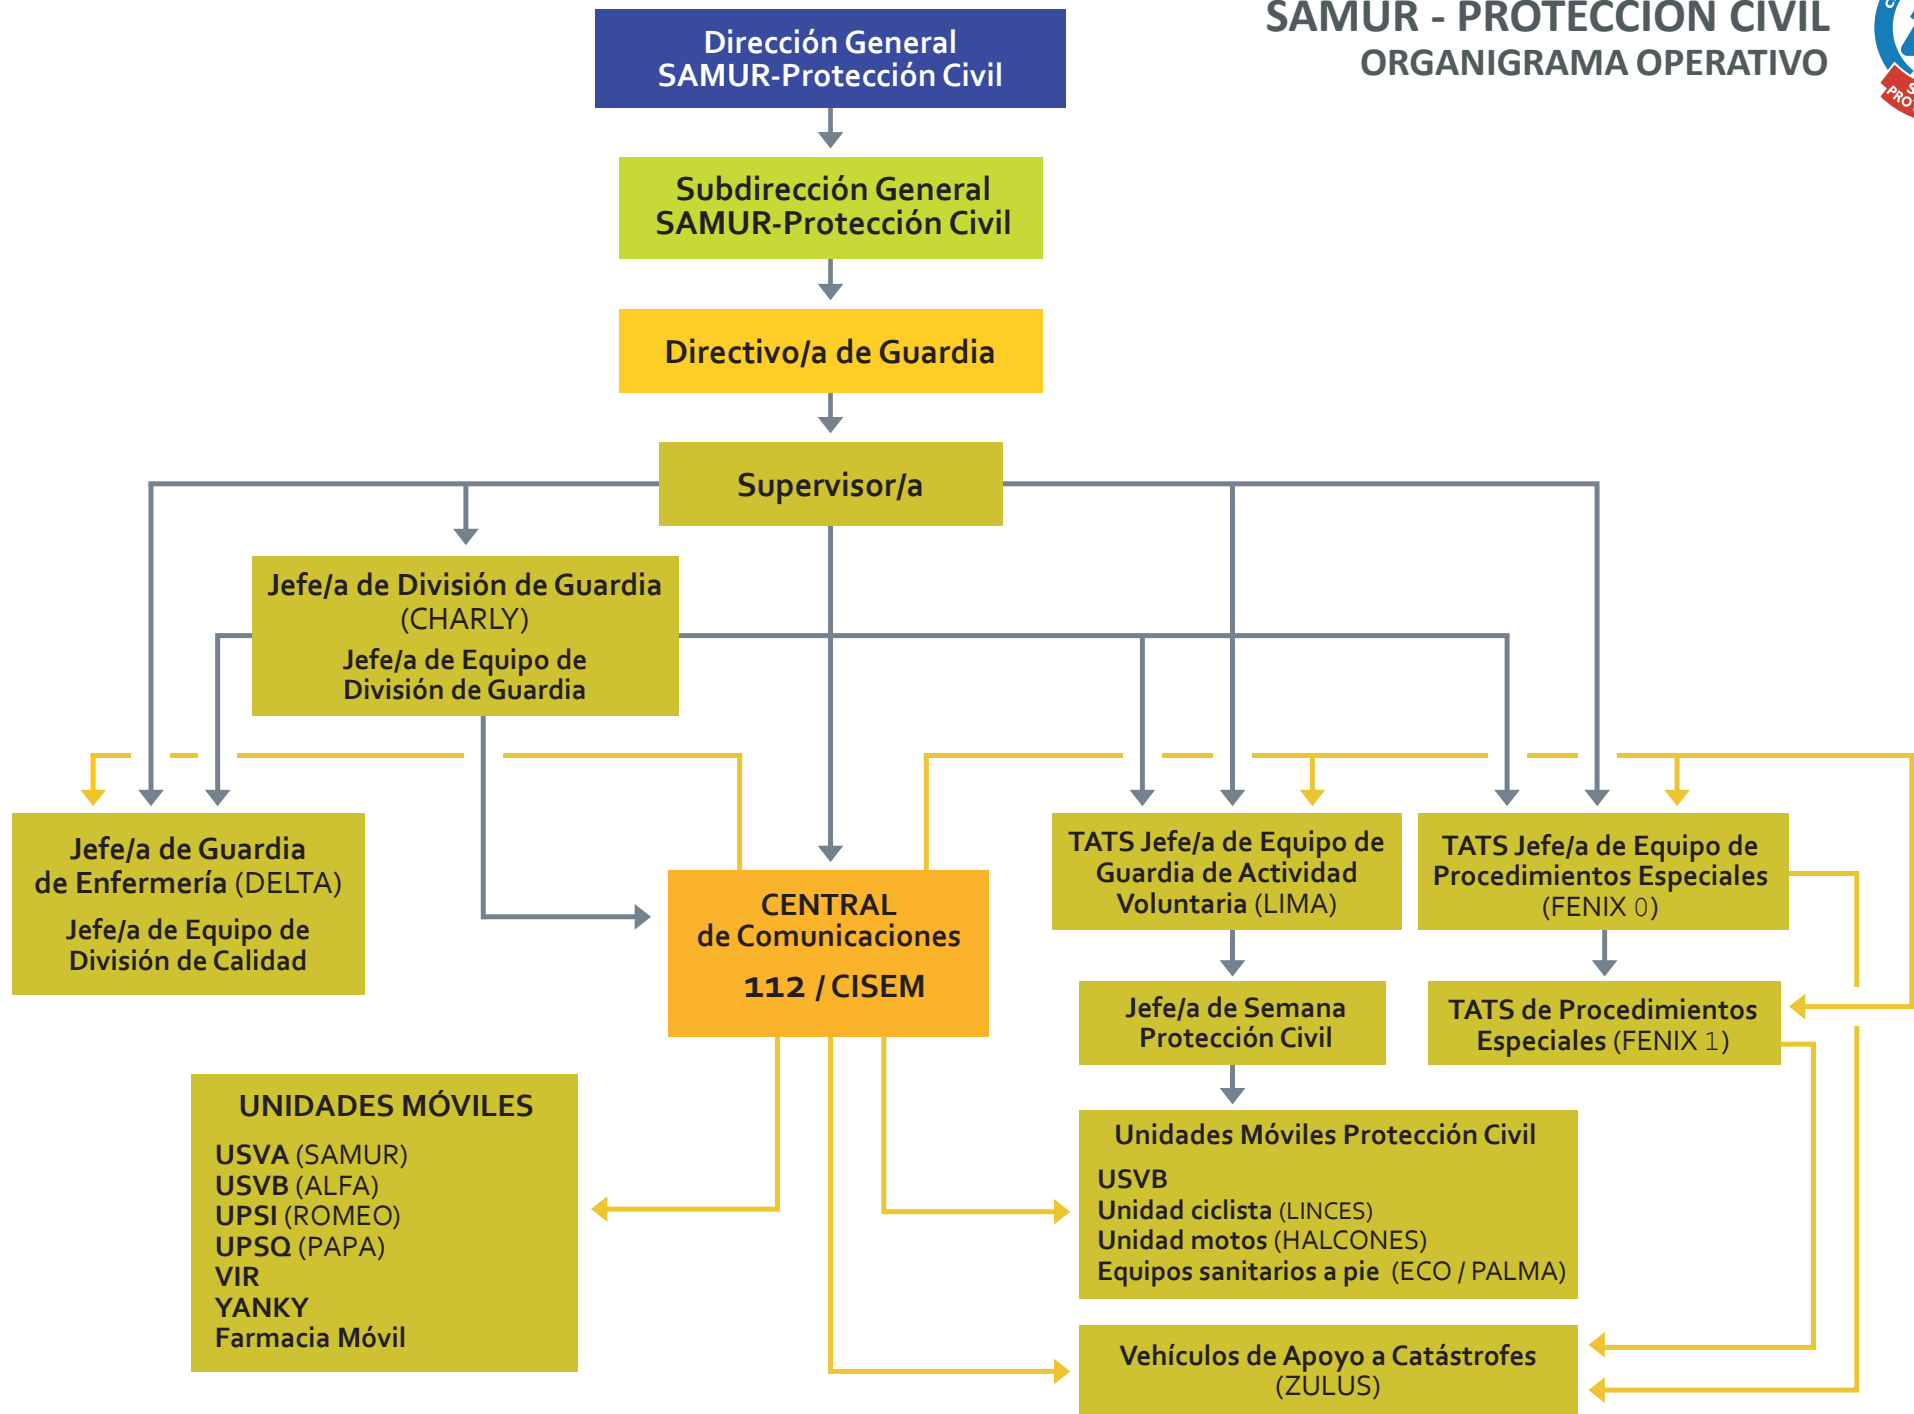 SAMUR - PROTECCIÓN CIVIL
ORGANIGRAMA OPERATIVO
Dirección General
SAMUR-Protección Civil
Subdirección General
SAMUR-Protección Civil
Directivo/a de Guardia
Supervisor/a
Jefe/a de División de Guardia
(CHARLY)
Jefe/a de Equipo de
División de Guardia
Jefe/a de Guardia
de Enfermería (DELTA)
Jefe/a de Equipo de
División de Calidad
CENTRAL
de Comunicaciones
112 / CISEM
TATS Jefe/a de Equipo de
Guardia de Actividad
Voluntaria (LIMA)
TATS Jefe/a de Equipo de
Procedimientos Especiales
(FENIX 0)
Jefe/a de Semana
Protección Civil
TATS de Procedimientos
Especiales (FENIX 1)
UNIDADES MÓVILES
USVA (SAMUR)
USVB (ALFA)
UPSI (ROMEO)
UPSQ (PAPA)
VIR
YANKY
Farmacia Móvil
Unidades Móviles Protección Civil
USVB
Unidad ciclista (LINCES)
Unidad motos (HALCONES)
Equipos sanitarios a pie (ECO / PALMA)
Vehículos de Apoyo a Catástrofes
(ZULUS)